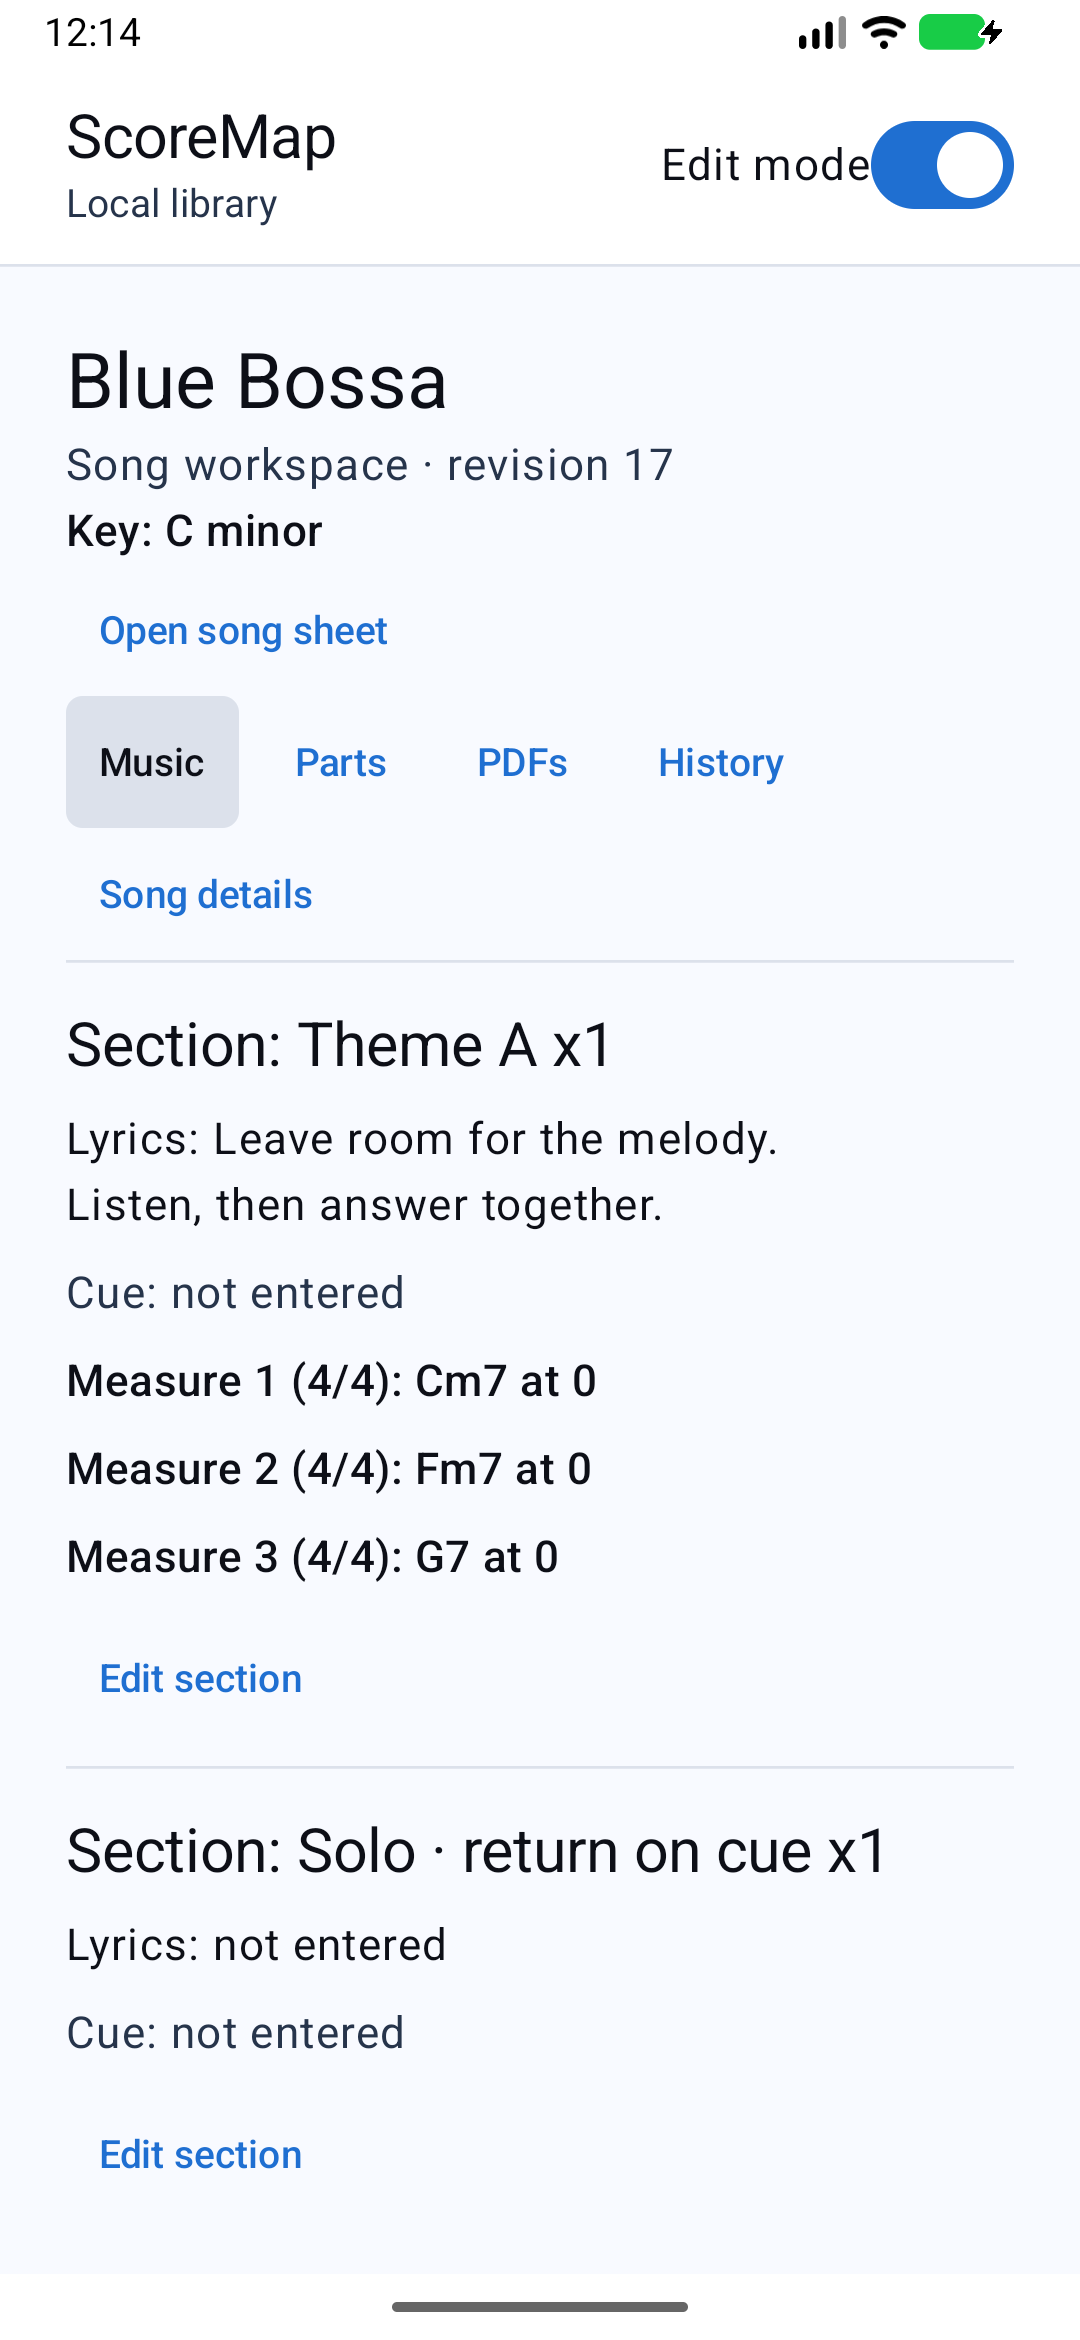 12:14
ScoreMap
Local library
Edit mode
Blue Bossa
Song workspace · revision 17
Key: C minor
Open song sheet
Music Parts PDFs History
Song details
Section: Theme A x1
Lyrics: Leave room for the melody.
Listen, then answer together.
Cue: not entered
Measure 1 (4/4): Cm7 at 0
Measure 2 (4/4): Fm7 at 0
Measure 3 (4/4): G7 at 0
Edit section
Section: Solo · return on cue x1
Lyrics: not entered
Cue: not entered
Edit section